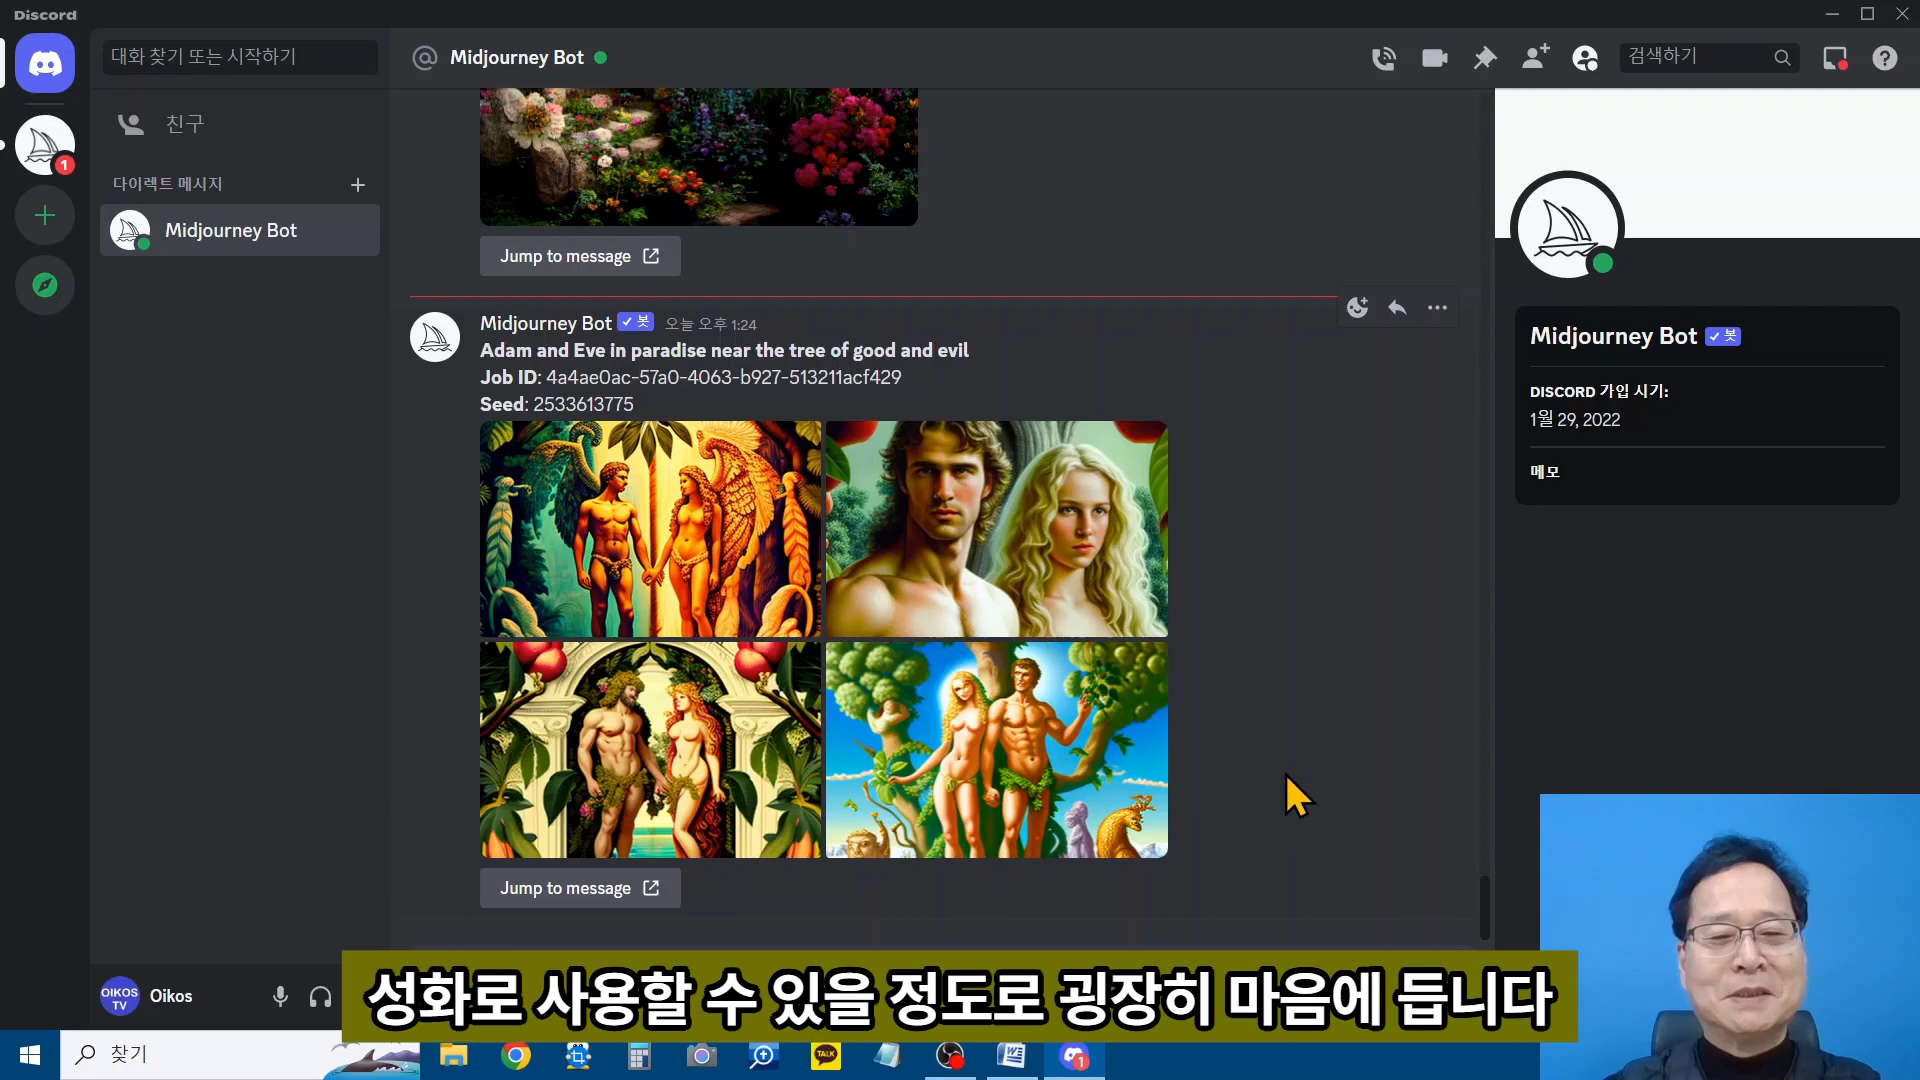 Discord
대화 찾기 또는 시작하기
Midjourney Bot
검색하기
친구
1
다이렉트 메시지
Midjourney Bot
Jump to message
Midjourney Bot 봇 오늘 오후 1:24
Adam and Eve in paradise near the tree of good and evil
Job ID: 4a4ae0ac-57a0-4063-b927-513211acf429
Seed: 2533613775
Jump to message
Midjourney Bot 봇
DISCORD 가입 시기:
1월 29, 2022
메모
OIKOS
TV
Oikos
성화로 사용할 수 있을 정도로 굉장히 마음에 듭니다
찾기
TALK
W
1